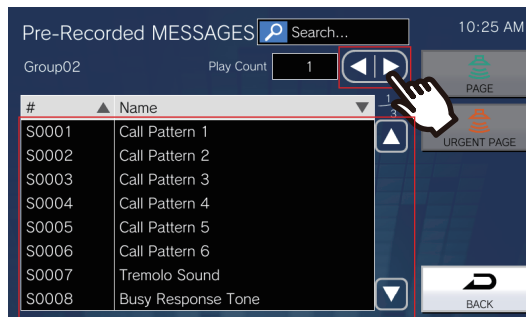 Pre-Recorded MESSAGES Search... 10:25 AM
Group02 Play Count 1
PAGE
# Name 1
3
URGENT PAGE
S0001 Call Pattern 1
S0002 Call Pattern 2
S0003 Call Pattern 3
S0004 Call Pattern 4
S0005 Call Pattern 5
S0006 Call Pattern 6
S0007 Tremolo Sound
S0008 Busy Response Tone
BACK